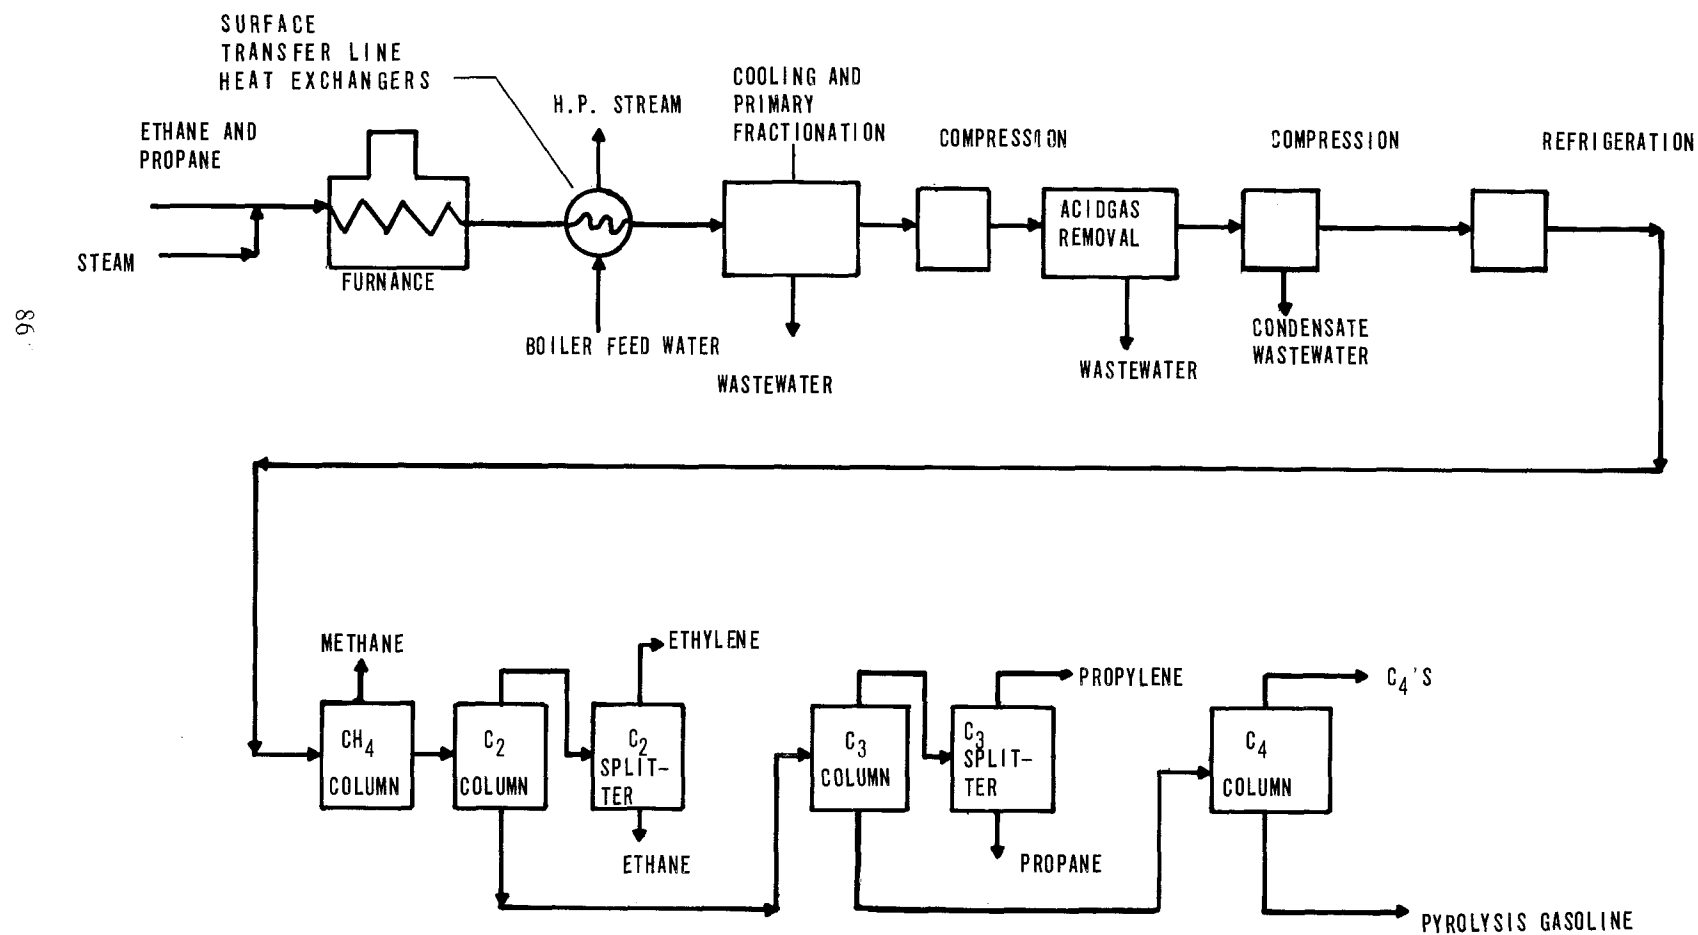 SURFACE
TRANSFER LINE
HEAT EXCHANGERS
H.P. STREAM
COOLING AND
PRIMARY
FRACTIONATION
ETHANE AND
PROPANE
COMPRESSION
COMPRESSION
REFRIGERATION
STEAM
FURNANCE
BOILER FEED WATER
WASTEWATER
ACIDGAS
REMOVAL
WASTEWATER
CONDENSATE
WASTEWATER
98
METHANE
CH4
COLUMN
C2
COLUMN
ETHYLENE
C2
SPLIT-
TER
ETHANE
C3
COLUMN
PROPYLENE
C3
SPLIT-
TER
PROPANE
C4
COLUMN
C4'S
PYROLYSIS GASOLINE